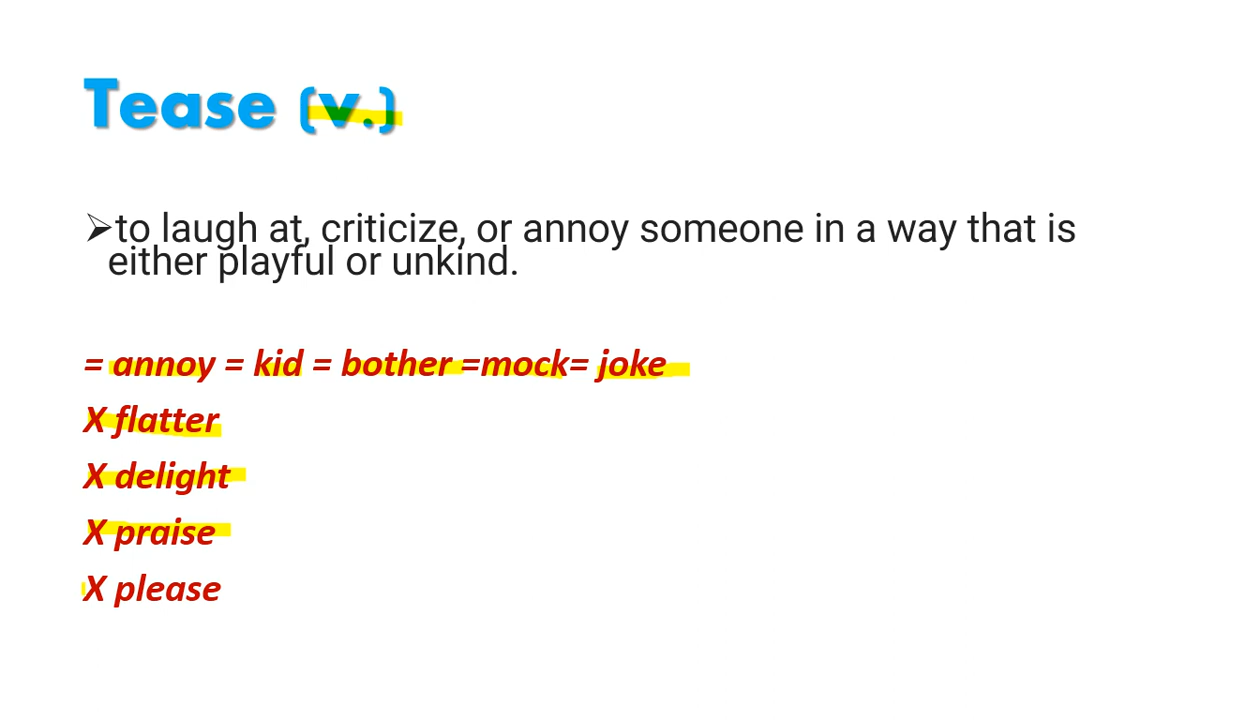 Tease (v.)
➢to laugh at, criticize, or annoy someone in a way that is
either playful or unkind.
= annoy = kid = bother =mock= joke
X flatter
X delight
X praise
X please